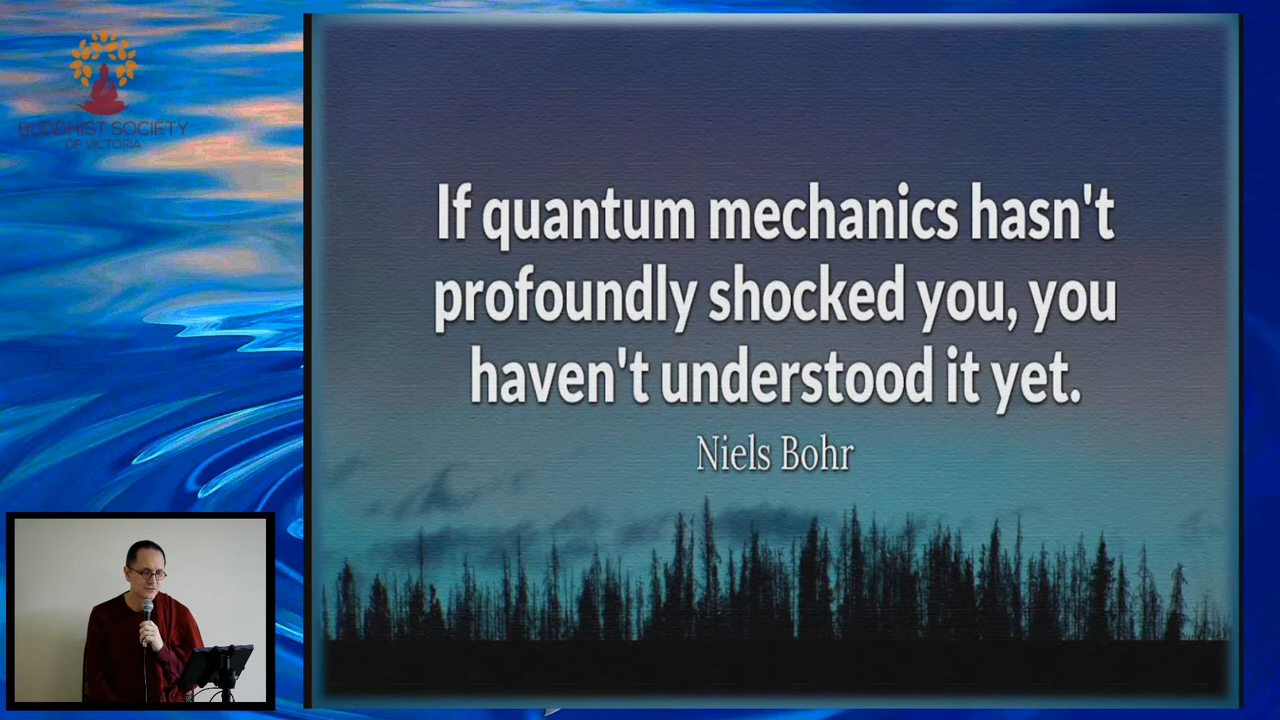 BUDDHIST SOCIETY
OF VICTORIA
If quantum mechanics hasn't
profoundly shocked you, you
haven't understood it yet.
Niels Bohr